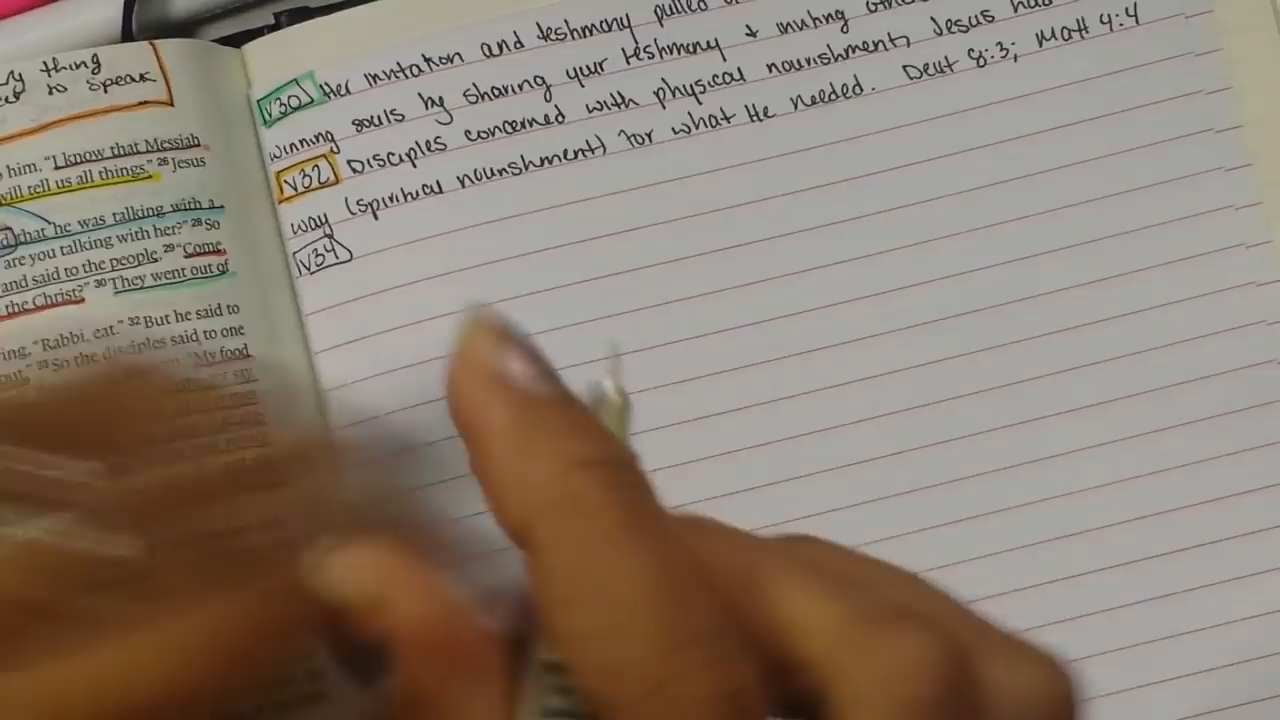 thing
to speak
him, "I know that Messiah
will tell us all things." 26 Jesus
that he was talking with a
are you talking with her?" 28 So
and said to the people, 29 "Come,
the Christ?" 30 They went out of
"Rabbi, eat." 32 But he said to
33 So the disciples said to one
"My food
say,
v30) Her invitation and testimony pulled
winning souls by sharing your testimony + inviting
v32 Disciples concerned with physical nourishment, Jesus had
way (spiritual nourishment) for what He needed. Deut 8:3; Matt 4:4
v34